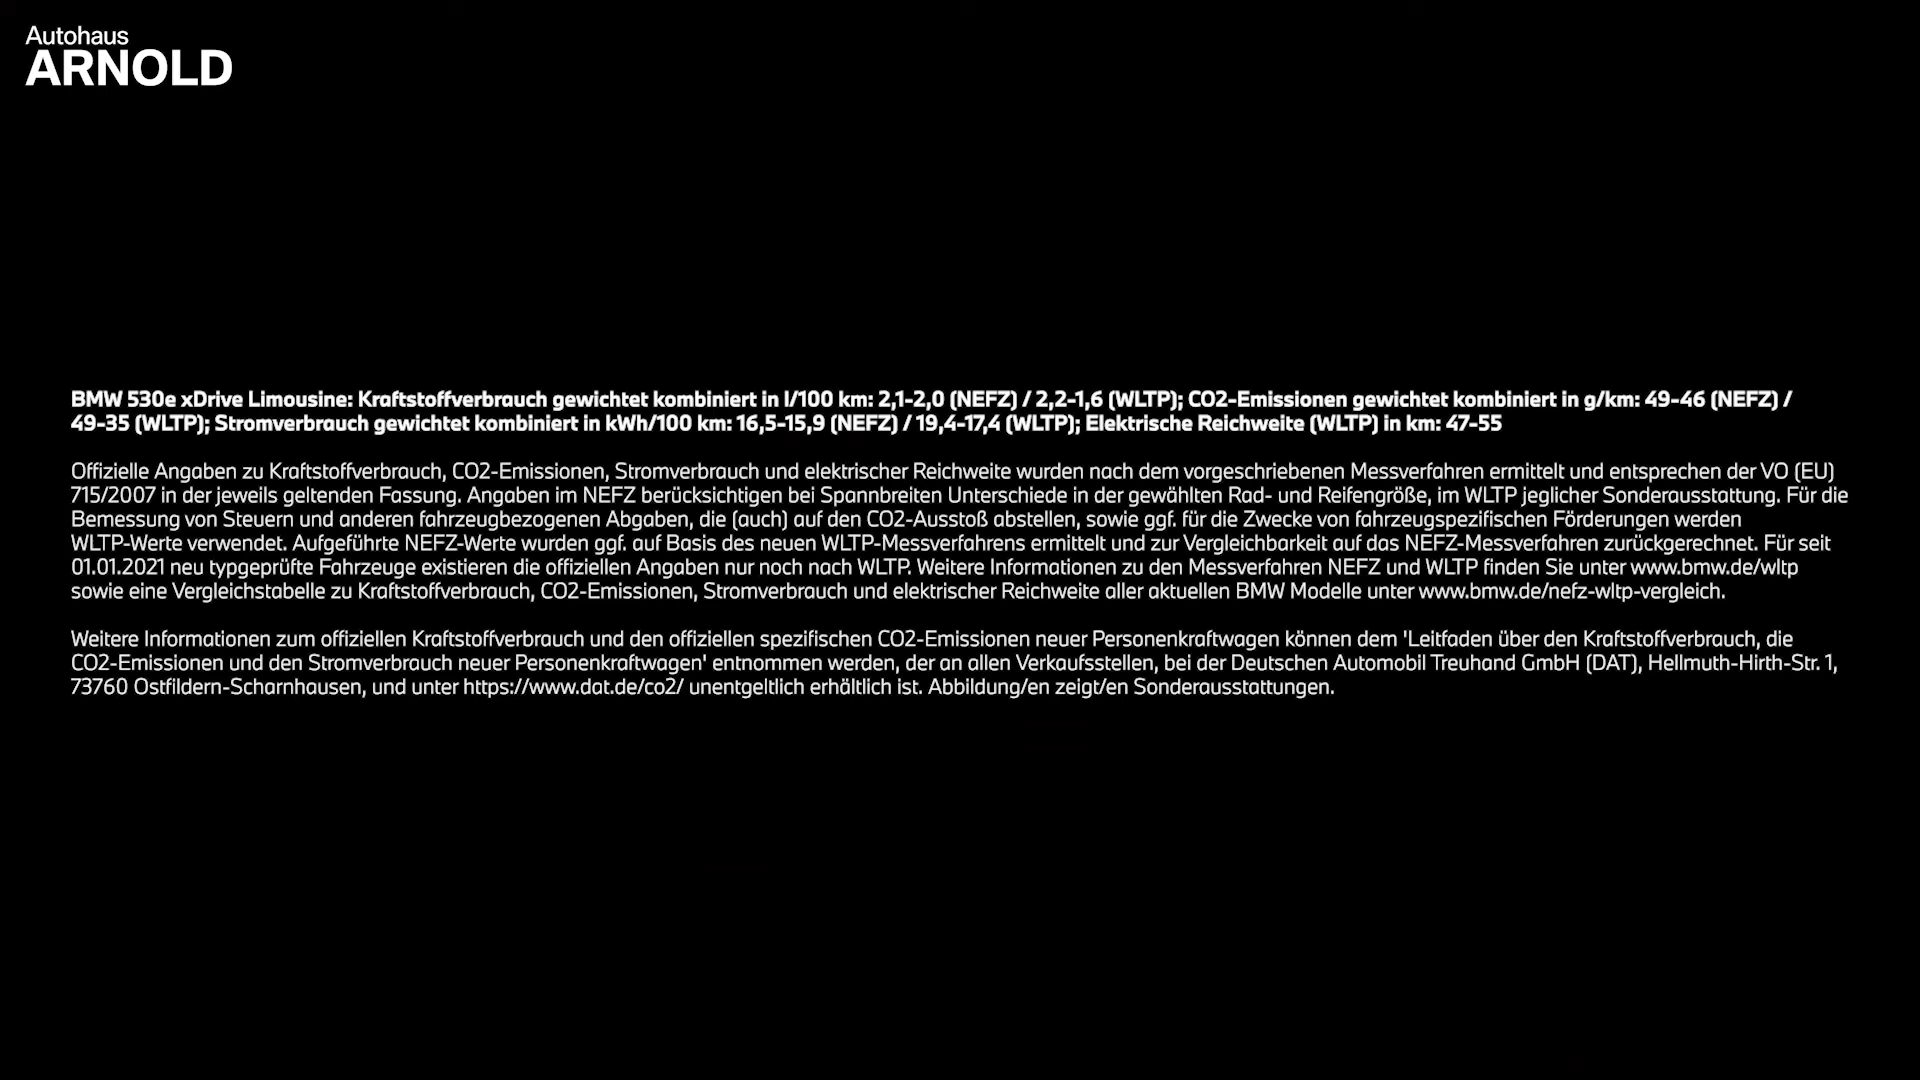 Autohaus
ARNOLD
BMW 530e xDrive Limousine: Kraftstoffverbrauch gewichtet kombiniert in l/100 km: 2,1-2,0 (NEFZ) / 2,2-1,6 (WLTP); CO2-Emissionen gewichtet kombiniert in g/km: 49-46 (NEFZ) /
49-35 (WLTP); Stromverbrauch gewichtet kombiniert in kWh/100 km: 16,5-15,9 (NEFZ) / 19,4-17,4 (WLTP); Elektrische Reichweite (WLTP) in km: 47-55
Offizielle Angaben zu Kraftstoffverbrauch, CO2-Emissionen, Stromverbrauch und elektrischer Reichweite wurden nach dem vorgeschriebenen Messverfahren ermittelt und entsprechen der VO (EU)
715/2007 in der jeweils geltenden Fassung. Angaben im NEFZ berücksichtigen bei Spannbreiten Unterschiede in der gewählten Rad- und Reifengröße, im WLTP jeglicher Sonderausstattung. Für die
Bemessung von Steuern und anderen fahrzeugbezogenen Abgaben, die (auch) auf den CO2-Ausstoß abstellen, sowie ggf. für die Zwecke von fahrzeugspezifischen Förderungen werden
WLTP-Werte verwendet. Aufgeführte NEFZ-Werte wurden ggf. auf Basis des neuen WLTP-Messverfahrens ermittelt und zur Vergleichbarkeit auf das NEFZ-Messverfahren zurückgerechnet. Für seit
01.01.2021 neu typgeprüfte Fahrzeuge existieren die offiziellen Angaben nur noch nach WLTP. Weitere Informationen zu den Messverfahren NEFZ und WLTP finden Sie unter www.bmw.de/wltp
sowie eine Vergleichstabelle zu Kraftstoffverbrauch, CO2-Emissionen, Stromverbrauch und elektrischer Reichweite aller aktuellen BMW Modelle unter www.bmw.de/nefz-wltp-vergleich.
Weitere Informationen zum offiziellen Kraftstoffverbrauch und den offiziellen spezifischen CO2-Emissionen neuer Personenkraftwagen können dem 'Leitfaden über den Kraftstoffverbrauch, die
CO2-Emissionen und den Stromverbrauch neuer Personenkraftwagen' entnommen werden, der an allen Verkaufsstellen, bei der Deutschen Automobil Treuhand GmbH (DAT), Hellmuth-Hirth-Str. 1,
73760 Ostfildern-Scharnhausen, und unter https://www.dat.de/co2/ unentgeltlich erhältlich ist. Abbildung/en zeigt/en Sonderausstattungen.